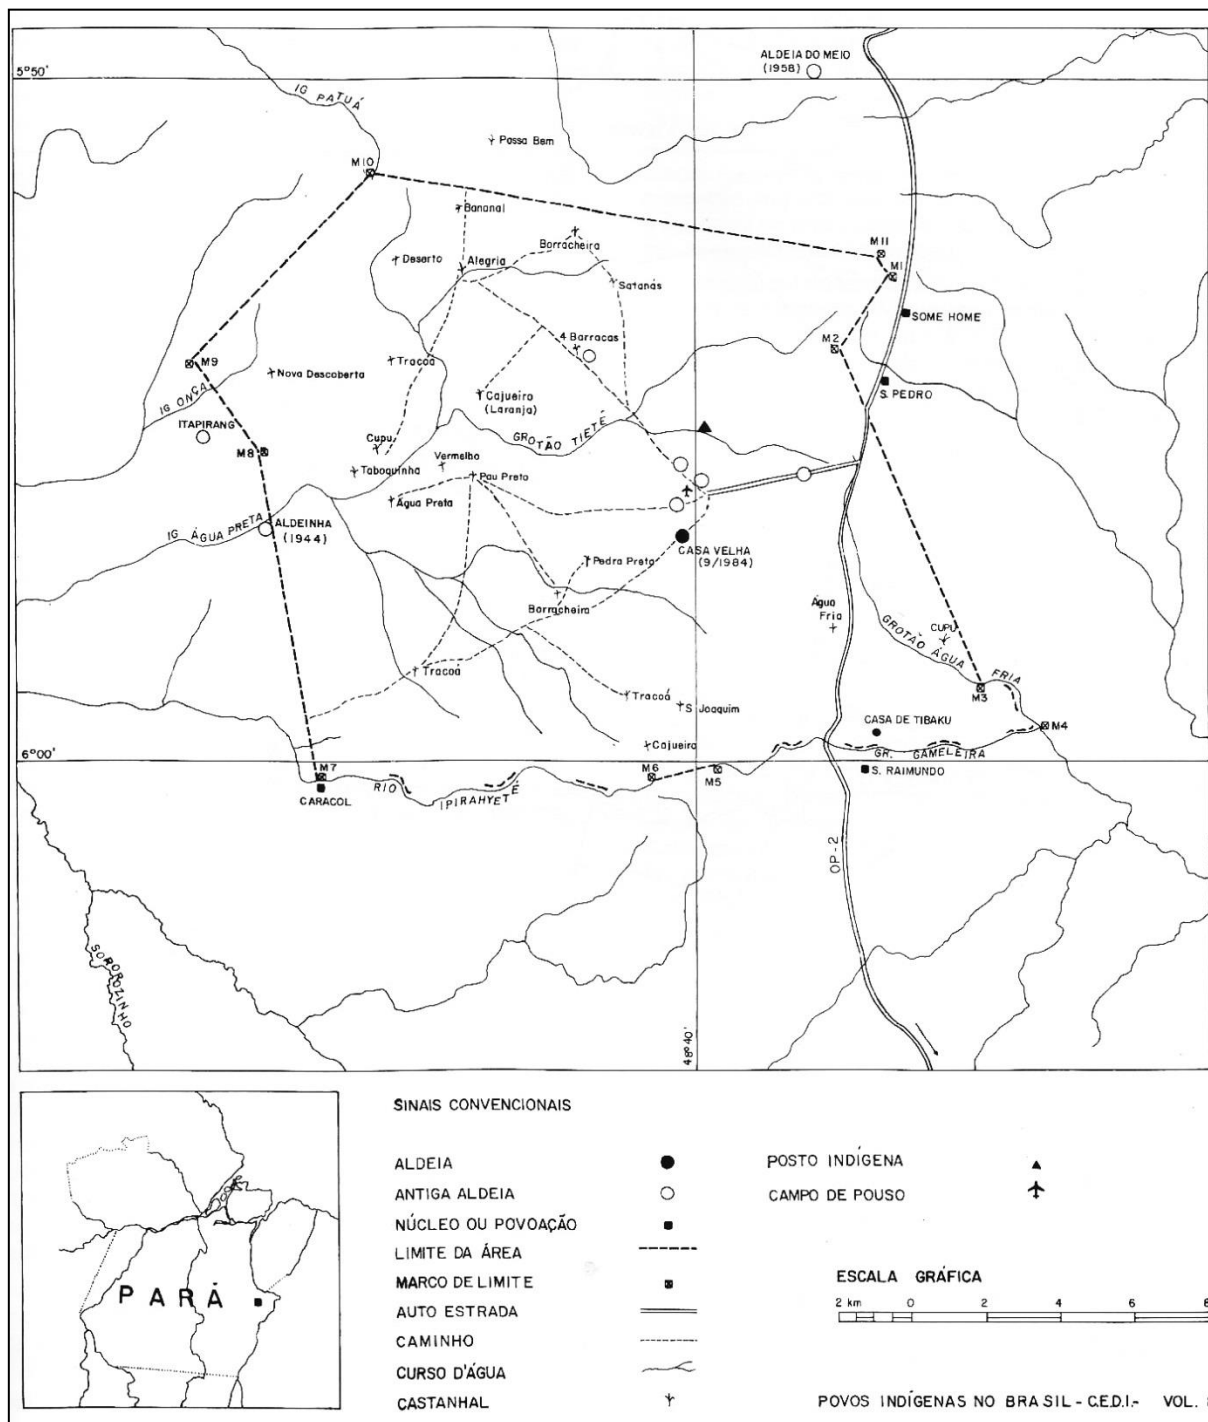 ALDEIA DO MEIO
(1958)
5°50'
IG PATUÁ
Passa Bem
M10
Bananal
Borracheira
M11
Deserto
Alegria
M1
Satanás
SOME HOME
4 Barracas
M2
M9
Tracoá
Nova Descoberta
S. PEDRO
IG ONÇA
Cajueiro
(Laranja)
ITAPIRANG
GROTÃO TIETÉ
Cupu
M8
Vermelho
Taboquinha
Pau Preto
Água Preta
IG ÁGUA PRETA
ALDEINHA
(1944)
CASA VELHA
(9/1984)
Pedra Preta
Borracheira
Água
Fria
CUPÚ
GROTÃO ÁGUA FRIA
Tracoá
M3
Tracoá
S Joaquim
CASA DE TIBAKU
M4
Cajueiro
6°00'
GR. GAMELEIRA
M7
M6
M5
S. RAIMUNDO
CARACOL
RIO IPIRAHYETÉ
OP-2
SOROROZINHO
48°40'
SINAIS CONVENCIONAIS
ALDEIA
POSTO INDÍGENA
ANTIGA ALDEIA
CAMPO DE POUSO
NÚCLEO OU POVOAÇÃO
LIMITE DA ÁREA
MARCO DE LIMITE
ESCALA GRÁFICA
AUTO ESTRADA
2 km 0 2 4 6 8
CAMINHO
CURSO D'ÁGUA
CASTANHAL
PARÁ
POVOS INDÍGENAS NO BRASIL - C.E.D.I.- VOL.